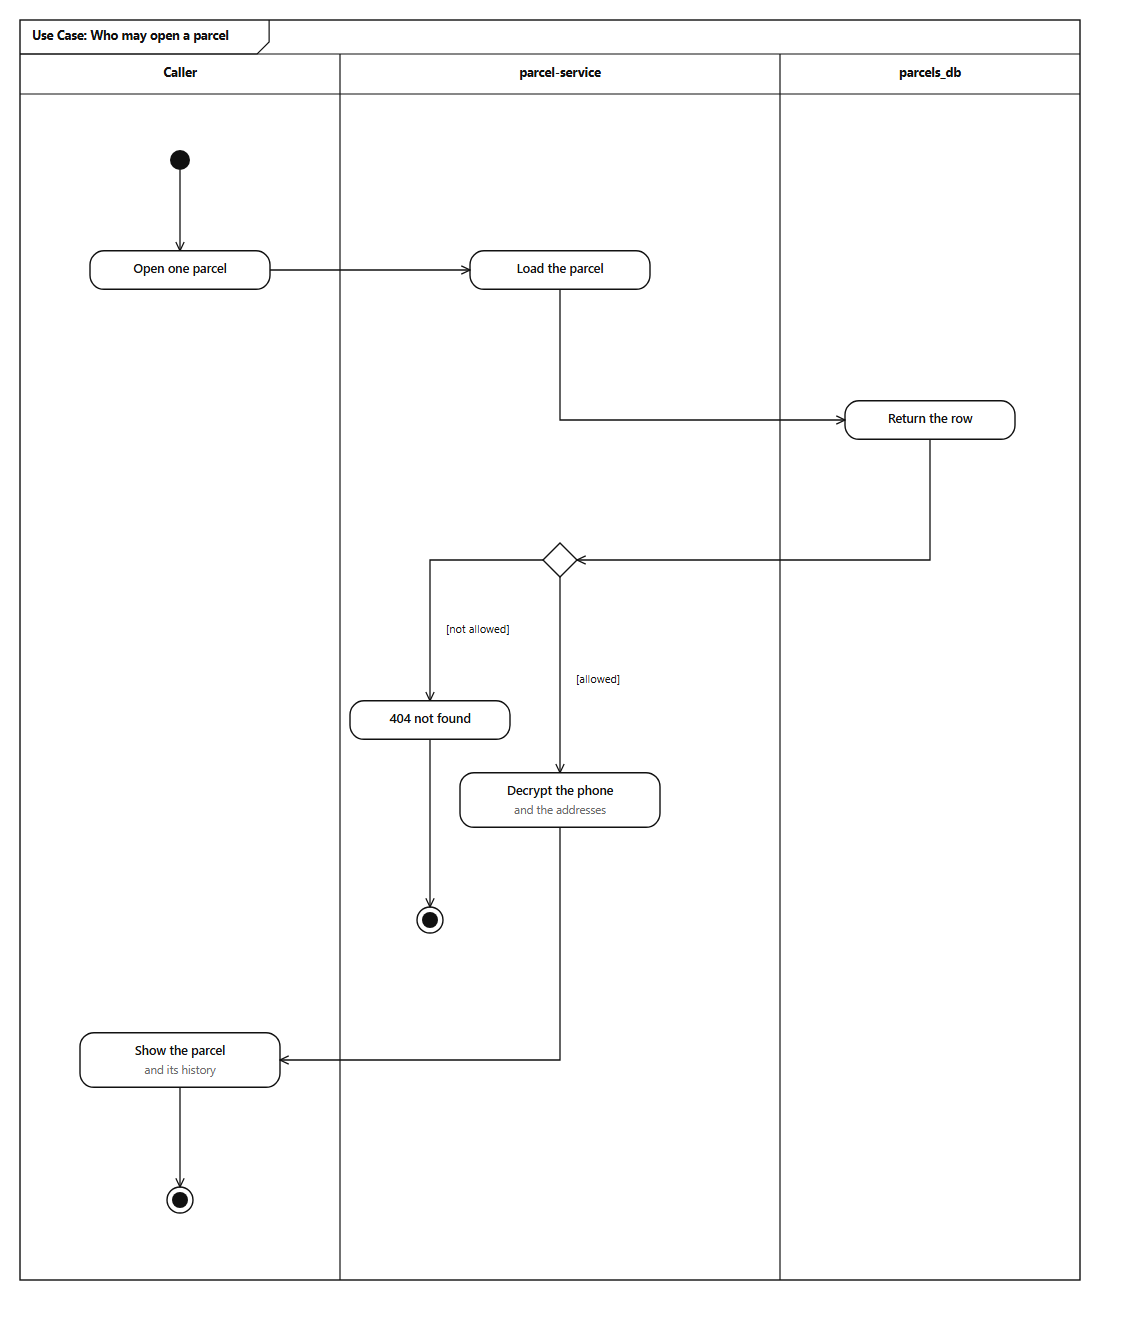 Use Case: Who may open a parcel
Caller
parcel-service
parcels_db
Open one parcel
Load the parcel
Return the row
[not allowed]
[allowed]
404 not found
Decrypt the phone
and the addresses
Show the parcel
and its history